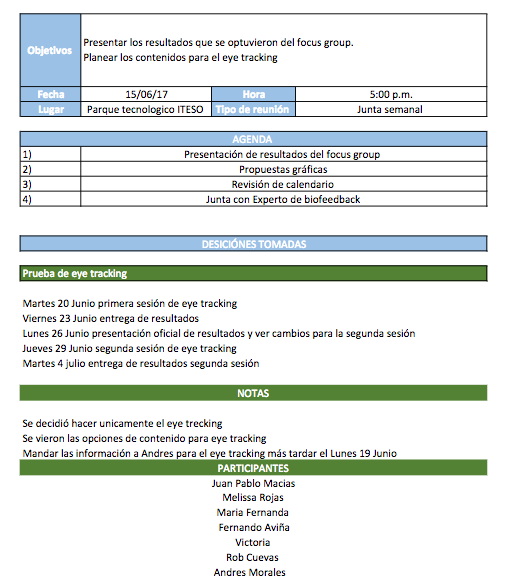 Objetivos
Presentar los resultados que se optuvieron del focus group.
Planear los contenidos para el eye tracking
Fecha 15/06/17 Hora 5:00 p.m.
Lugar Parque tecnologico ITESO Tipo de reunión Junta semanal
AGENDA
1) Presentación de resultados del focus group
2) Propuestas gráficas
3) Revisión de calendario
4) Junta con Experto de biofeedback
DESICIÓNES TOMADAS
Prueba de eye tracking
Martes 20 Junio primera sesión de eye tracking
Viernes 23 Junio entrega de resultados
Lunes 26 Junio presentación oficial de resultados y ver cambios para la segunda sesión
Jueves 29 Junio segunda sesión de eye tracking
Martes 4 julio entrega de resultados segunda sesión
NOTAS
Se decidió hacer unicamente el eye trecking
Se vieron las opciones de contenido para eye tracking
Mandar las información a Andres para el eye tracking más tardar el Lunes 19 Junio
PARTICIPANTES
Juan Pablo Macias
Melissa Rojas
Maria Fernanda
Fernando Aviña
Victoria
Rob Cuevas
Andres Morales